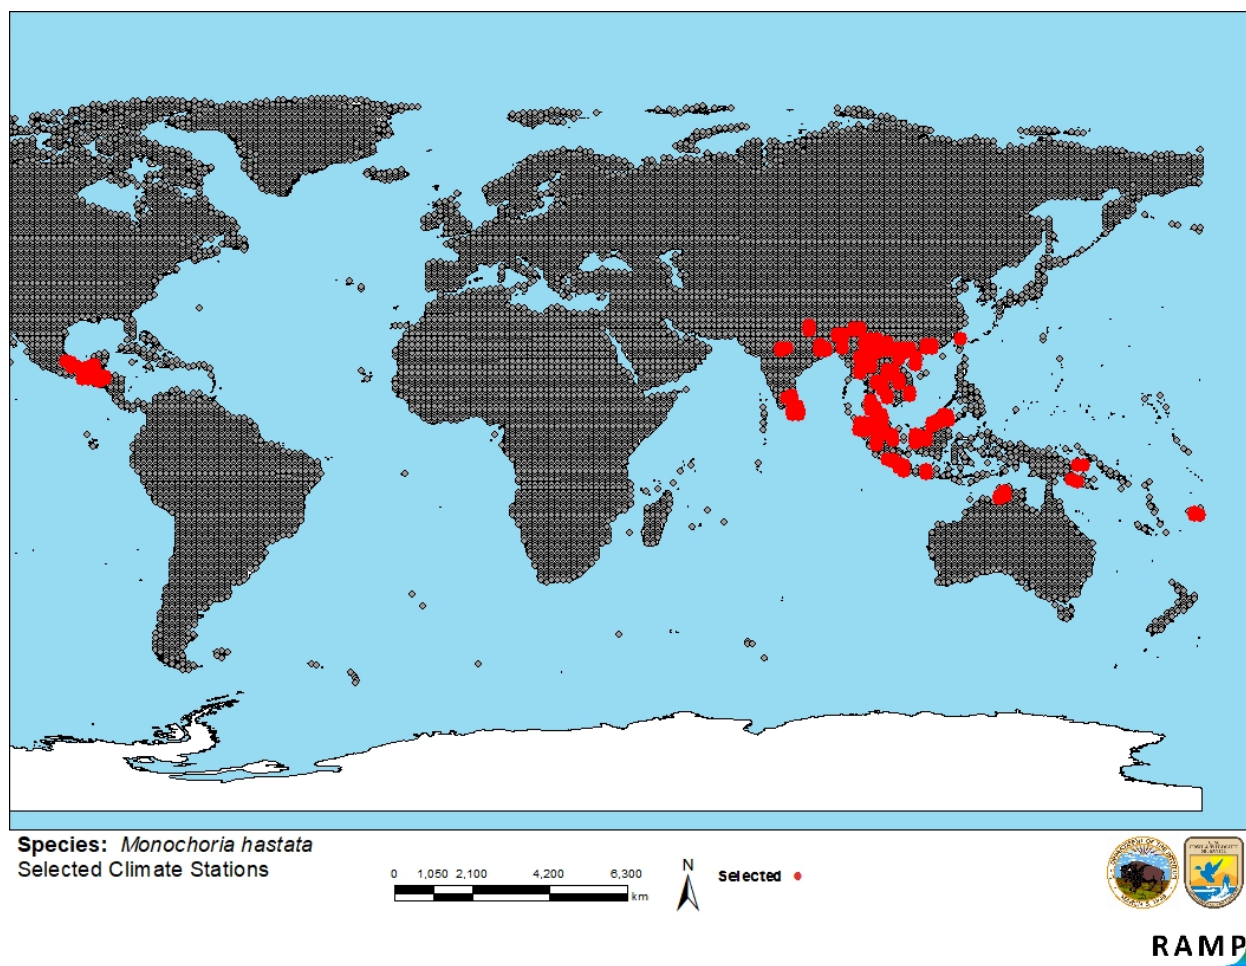 Species: Monochoria hastata
Selected Climate Stations
0 1,050 2,100 4,200 6,300
km
N
Selected
RAMP